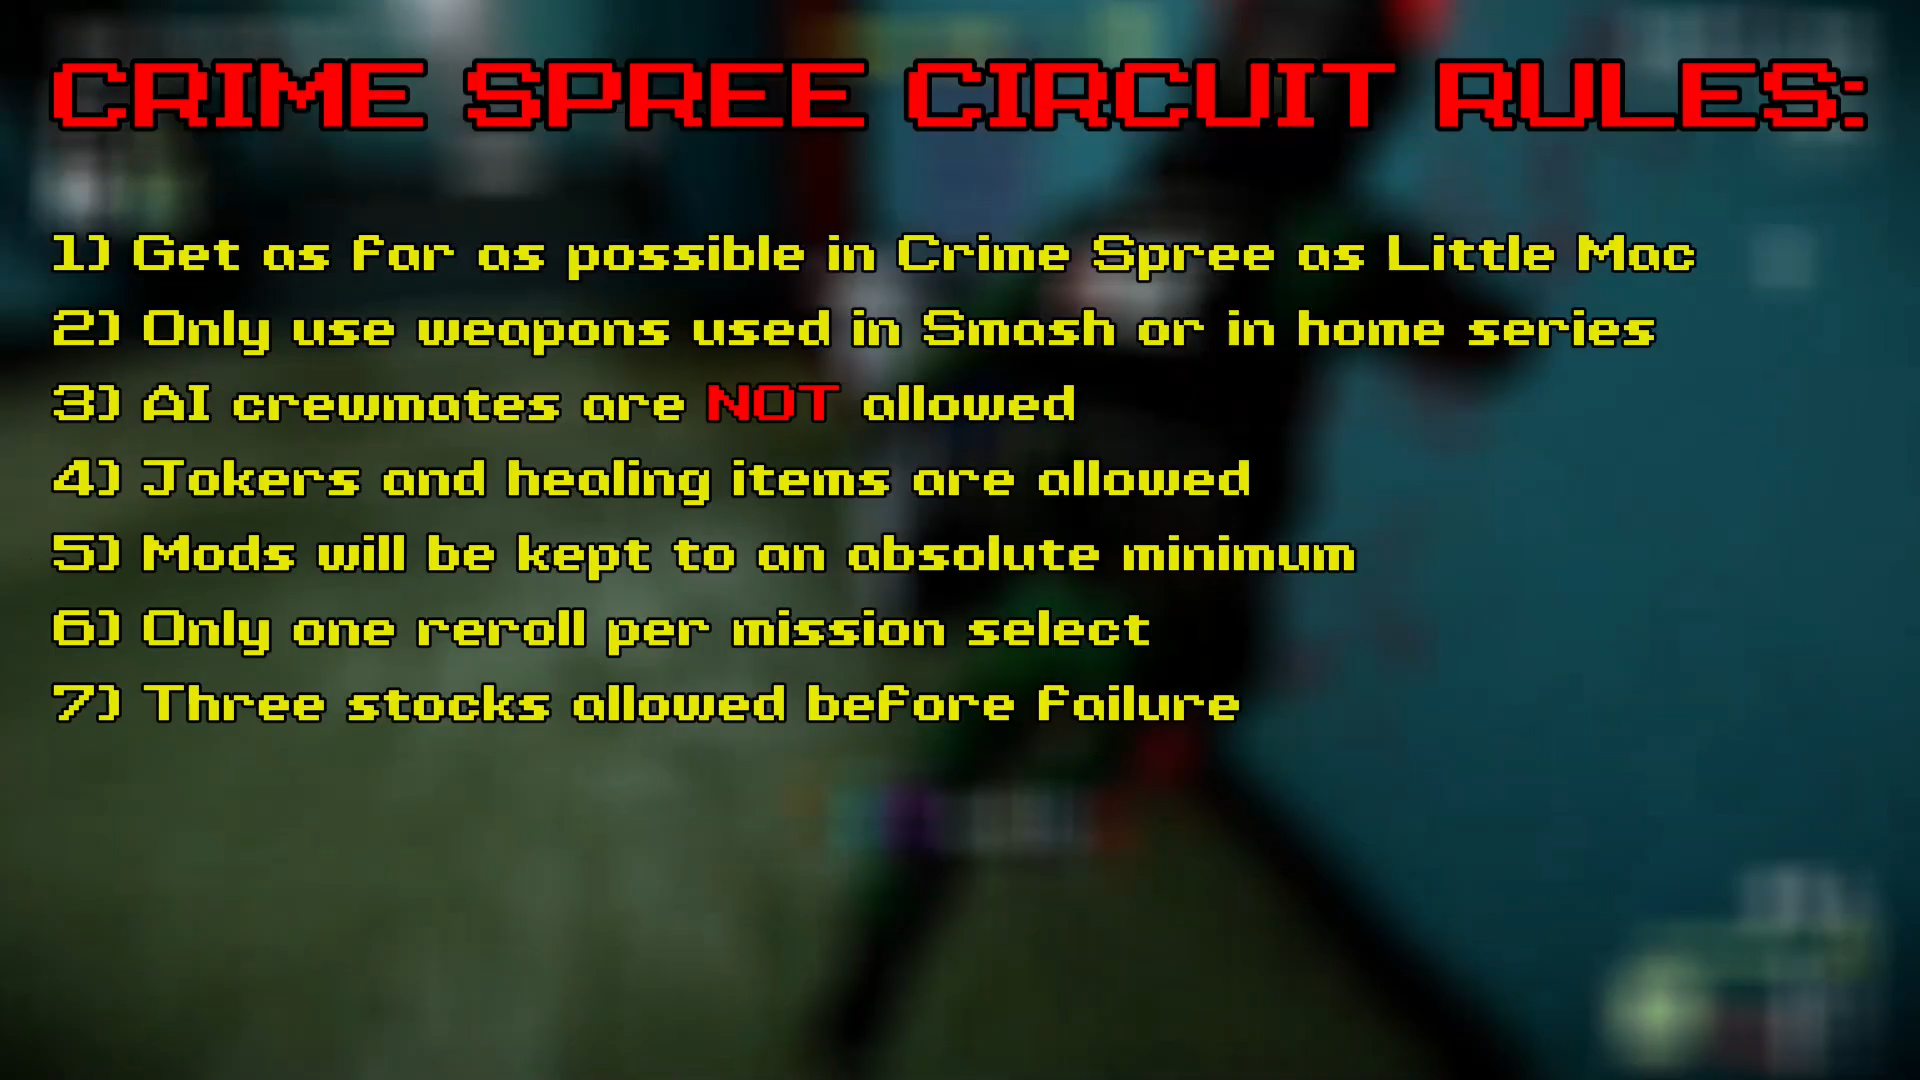 CRIME SPREE CIRCUIT RULES:
1) Get as far as possible in Crime Spree as Little Mac
2) Only use weapons used in Smash or in home series
3) AI crewmates are NOT allowed
4) Jokers and healing items are allowed
5) Mods will be kept to an absolute minimum
6) Only one reroll per mission select
7) Three stocks allowed before failure